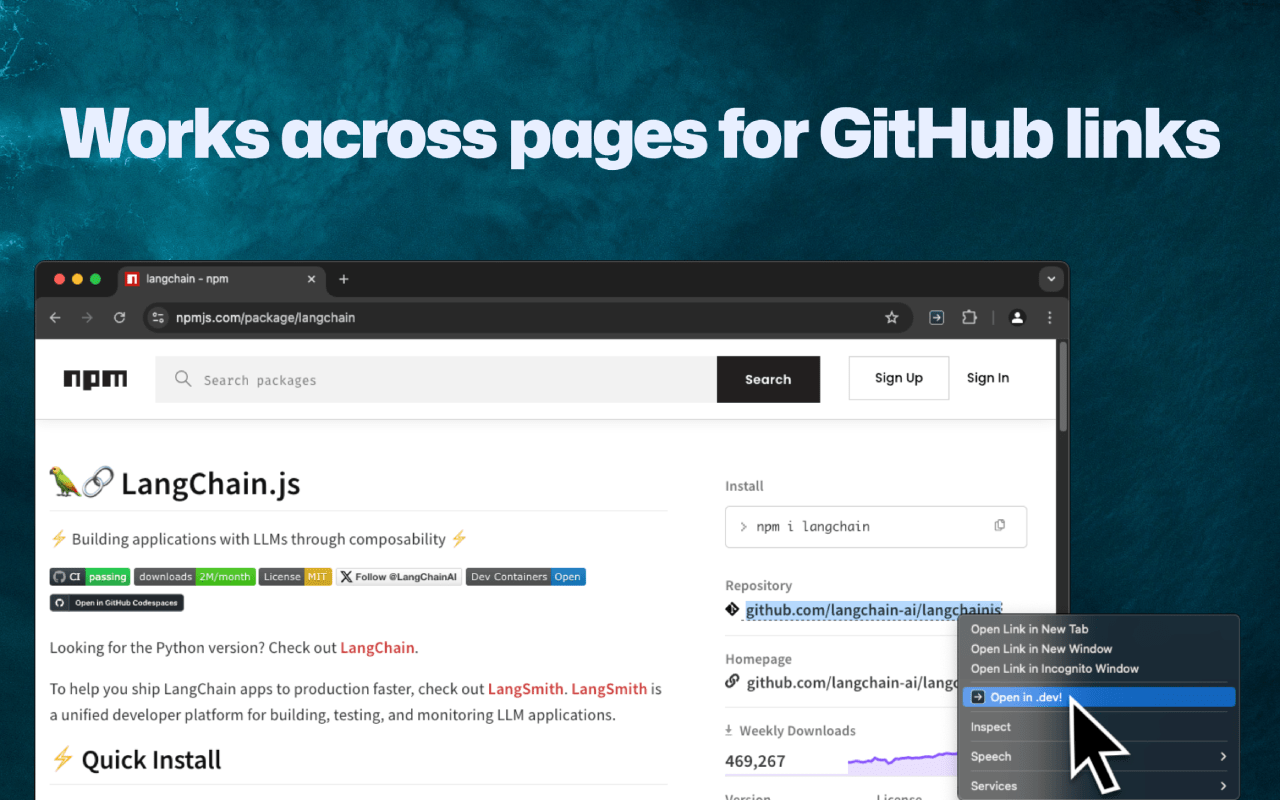 Works across pages for GitHub links
langchain - npm
npmjs.com/package/langchain
npm
Search packages
Search
Sign Up
Sign In
LangChain.js
⚡ Building applications with LLMs through composability ⚡
CI passing downloads 2M/month License MIT Follow @LangChainAI Dev Containers Open
Open in GitHub Codespaces
Looking for the Python version? Check out LangChain.
To help you ship LangChain apps to production faster, check out LangSmith. LangSmith is
a unified developer platform for building, testing, and monitoring LLM applications.
⚡ Quick Install
Install
> npm i langchain
Repository
github.com/langchain-ai/langchainjs
Homepage
github.com/langchain-ai/langc
Weekly Downloads
469,267
Version
License
Open Link in New Tab
Open Link in New Window
Open Link in Incognito Window
Open in .dev!
Inspect
Speech
Services